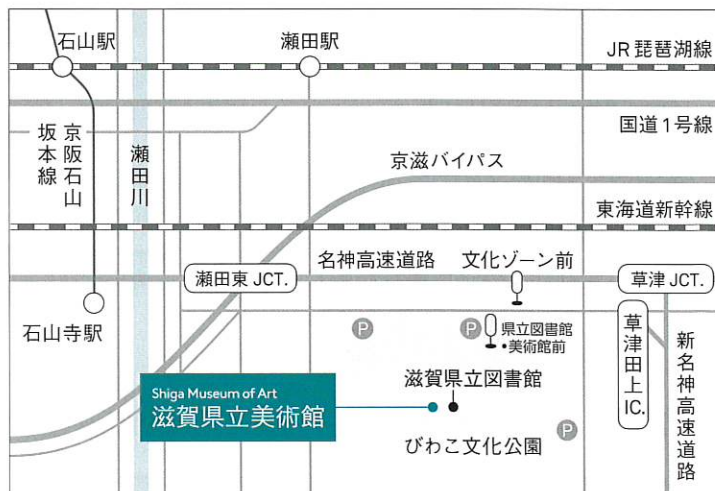 石山駅
瀬田駅
JR琵琶湖線
国道1号線
京阪石山
坂本線
瀬田川
京滋バイパス
東海道新幹線
瀬田東 JCT.
名神高速道路
文化ゾーン前
草津 JCT.
石山寺駅
P
P
県立図書館
・美術館前
草津田上
IC.
新名神高速道路
Shiga Museum of Art
滋賀県立美術館
滋賀県立図書館
びわこ文化公園
P